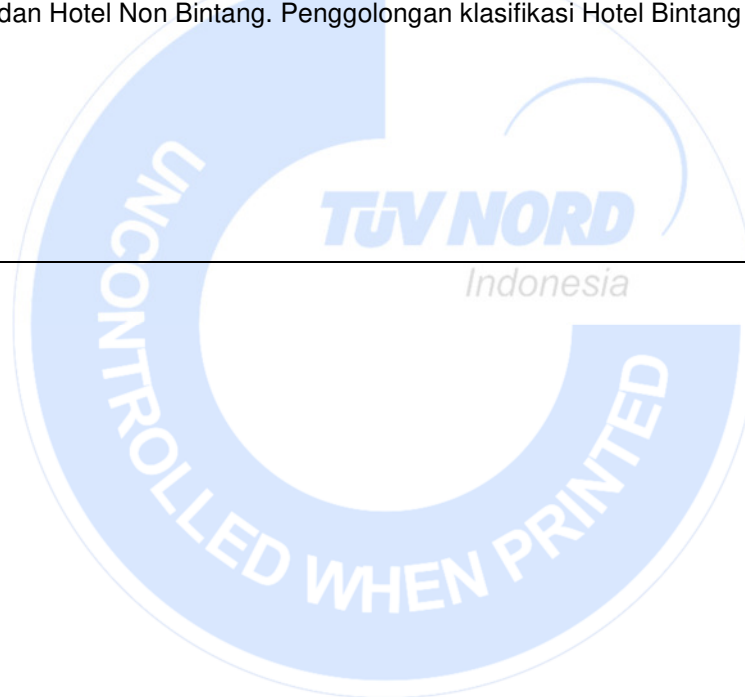 dan Hotel Non Bintang. Penggolongan klasifikasi Hotel Bintang
TÜV NORD
Indonesia
UNCONTROLLED WHEN PRINTED